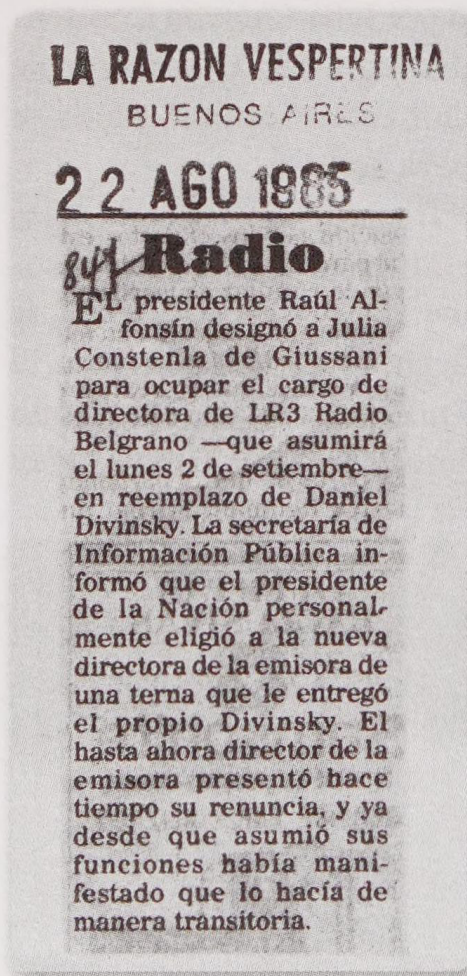 LA RAZON VESPERTINA
BUENOS AIRES
22 AGO 1985
Radio
EL presidente Raúl Al-
fonsín designó a Julia
Constenla de Giussani
para ocupar el cargo de
directora de LR3 Radio
Belgrano —que asumirá
el lunes 2 de setiembre—
en reemplazo de Daniel
Divinsky. La secretaría de
Información Pública in-
formó que el presidente
de la Nación personal-
mente eligió a la nueva
directora de la emisora de
una terna que le entregó
el propio Divinsky. El
hasta ahora director de la
emisora presentó hace
tiempo su renuncia, y ya
desde que asumió sus
funciones había mani-
festado que lo hacía de
manera transitoria.